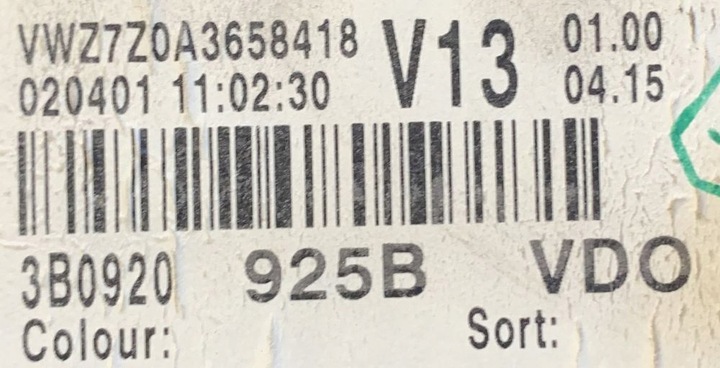 VWZ7Z0A3658418 V13 01.00
020401 11:02:30 04.15
3B0920 925B VDO
Colour: Sort: